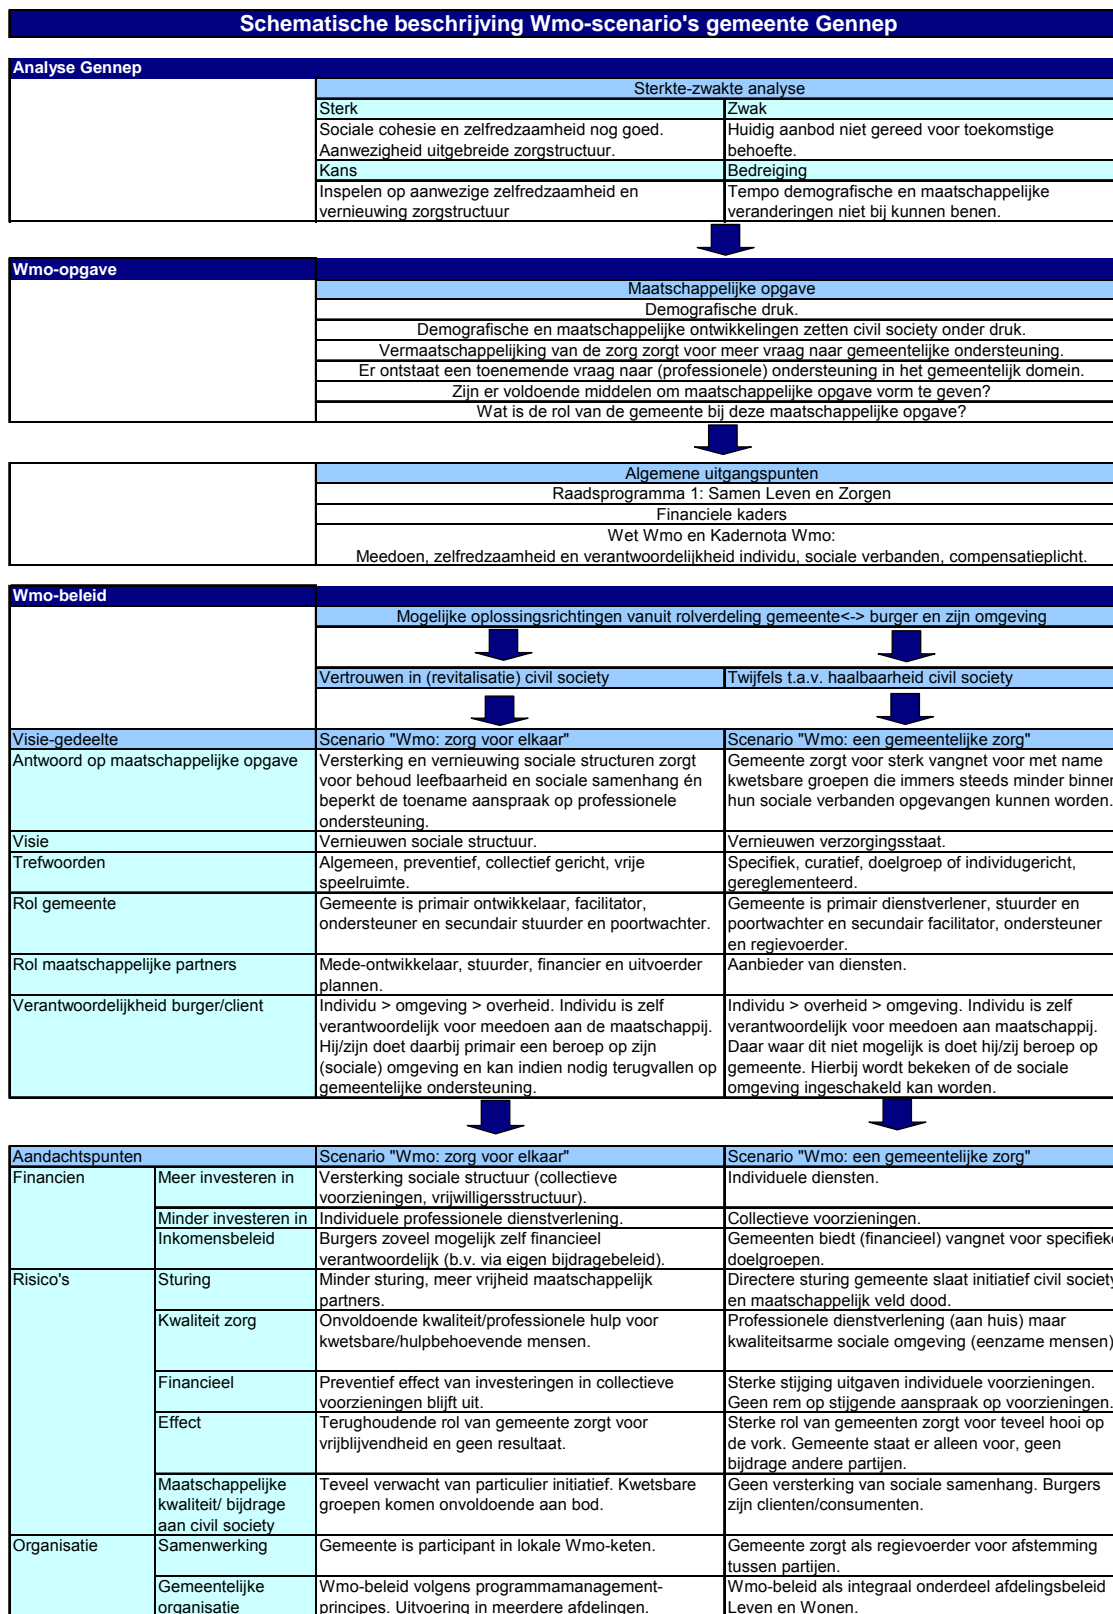 Schematische beschrijving Wmo-scenario's gemeente Gennep
Analyse Gennep
Sterkte-zwakte analyse
Sterk
Zwak
Sociale cohesie en zelfredzaamheid nog goed.
Aanwezigheid uitgebreide zorgstructuur.
Huidig aanbod niet gereed voor toekomstige
behoefte.
Kans
Bedreiging
Inspelen op aanwezige zelfredzaamheid en
vernieuwing zorgstructuur
Tempo demografische en maatschappelijke
veranderingen niet bij kunnen benen.
Wmo-opgave
Maatschappelijke opgave
Demografische druk.
Demografische en maatschappelijke ontwikkelingen zetten civil society onder druk.
Vermaatschappelijking van de zorg zorgt voor meer vraag naar gemeentelijke ondersteuning.
Er ontstaat een toenemende vraag naar (professionele) ondersteuning in het gemeentelijk domein.
Zijn er voldoende middelen om maatschappelijke opgave vorm te geven?
Wat is de rol van de gemeente bij deze maatschappelijke opgave?
Algemene uitgangspunten
Raadsprogramma 1: Samen Leven en Zorgen
Financiele kaders
Wet Wmo en Kadernota Wmo:
Meedoen, zelfredzaamheid en verantwoordelijkheid individu, sociale verbanden, compensatieplicht.
Wmo-beleid
Mogelijke oplossingsrichtingen vanuit rolverdeling gemeente<-> burger en zijn omgeving
Vertrouwen in (revitalisatie) civil society
Twijfels t.a.v. haalbaarheid civil society
Visie-gedeelte
Scenario "Wmo: zorg voor elkaar"
Scenario "Wmo: een gemeentelijke zorg"
Antwoord op maatschappelijke opgave
Versterking en vernieuwing sociale structuren zorgt
voor behoud leefbaarheid en sociale samenhang én
beperkt de toename aanspraak op professionele
ondersteuning.
Gemeente zorgt voor sterk vangnet voor met name
kwetsbare groepen die immers steeds minder binnen
hun sociale verbanden opgevangen kunnen worden.
Visie
Vernieuwen sociale structuur.
Vernieuwen verzorgingsstaat.
Trefwoorden
Algemeen, preventief, collectief gericht, vrije
speelruimte.
Specifiek, curatief, doelgroep of individugericht,
gereglementeerd.
Rol gemeente
Gemeente is primair ontwikkelaar, facilitator,
ondersteuner en secundair stuurder en poortwachter.
Gemeente is primair dienstverlener, stuurder en
poortwachter en secundair facilitator, ondersteuner
en regievoerder.
Rol maatschappelijke partners
Mede-ontwikkelaar, stuurder, financier en uitvoerder
plannen.
Aanbieder van diensten.
Verantwoordelijkheid burger/client
Individu > omgeving > overheid. Individu is zelf
verantwoordelijk voor meedoen aan de maatschappij.
Hij/zijn doet daarbij primair een beroep op zijn
(sociale) omgeving en kan indien nodig terugvallen op
gemeentelijke ondersteuning.
Individu > overheid > omgeving. Individu is zelf
verantwoordelijk voor meedoen aan maatschappij.
Daar waar dit niet mogelijk is doet hij/zij beroep op
gemeente. Hierbij wordt bekeken of de sociale
omgeving ingeschakeld kan worden.
Aandachtspunten
Scenario "Wmo: zorg voor elkaar"
Scenario "Wmo: een gemeentelijke zorg"
Financien
Meer investeren in
Versterking sociale structuur (collectieve
voorzieningen, vrijwilligersstructuur).
Individuele diensten.
Minder investeren in
Individuele professionele dienstverlening.
Collectieve voorzieningen.
Inkomensbeleid
Burgers zoveel mogelijk zelf financieel
verantwoordelijk (b.v. via eigen bijdragebeleid).
Gemeenten biedt (financieel) vangnet voor specifieke
doelgroepen.
Risico's
Sturing
Minder sturing, meer vrijheid maatschappelijk
partners.
Directere sturing gemeente slaat initiatief civil society
en maatschappelijk veld dood.
Kwaliteit zorg
Onvoldoende kwaliteit/professionele hulp voor
kwetsbare/hulpbehoevende mensen.
Professionele dienstverlening (aan huis) maar
kwaliteitsarme sociale omgeving (eenzame mensen)
Financieel
Preventief effect van investeringen in collectieve
voorzieningen blijft uit.
Sterke stijging uitgaven individuele voorzieningen.
Geen rem op stijgende aanspraak op voorzieningen.
Effect
Terughoudende rol van gemeente zorgt voor
vrijblijvendheid en geen resultaat.
Sterke rol van gemeenten zorgt voor teveel hooi op
de vork. Gemeente staat er alleen voor, geen
bijdrage andere partijen.
Maatschappelijke
kwaliteit/ bijdrage
aan civil society
Teveel verwacht van particulier initiatief. Kwetsbare
groepen komen onvoldoende aan bod.
Geen versterking van sociale samenhang. Burgers
zijn clienten/consumenten.
Organisatie
Samenwerking
Gemeente is participant in lokale Wmo-keten.
Gemeente zorgt als regievoerder voor afstemming
tussen partijen.
Gemeentelijke
organisatie
Wmo-beleid volgens programmamanagement-
principes. Uitvoering in meerdere afdelingen.
Wmo-beleid als integraal onderdeel afdelingsbeleid
Leven en Wonen.